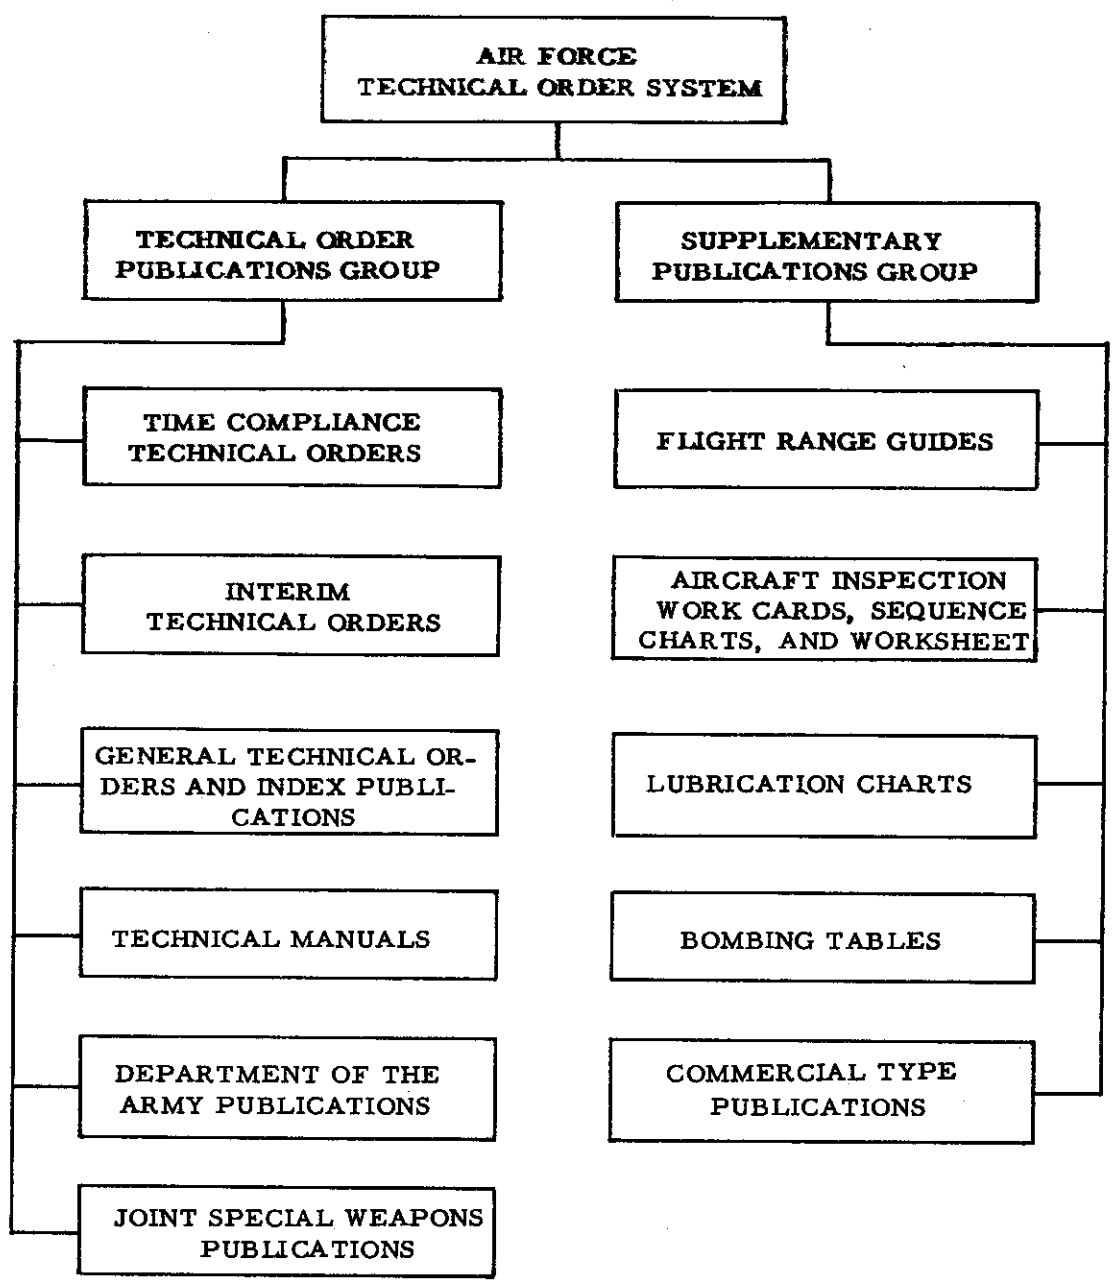 AIR FORCE
TECHNICAL ORDER SYSTEM
TECHNICAL ORDER
PUBLICATIONS GROUP
SUPPLEMENTARY
PUBLICATIONS GROUP
TIME COMPLIANCE
TECHNICAL ORDERS
INTERIM
TECHNICAL ORDERS
GENERAL TECHNICAL OR-
DERS AND INDEX PUBLI-
CATIONS
TECHNICAL MANUALS
DEPARTMENT OF THE
ARMY PUBLICATIONS
JOINT SPECIAL WEAPONS
PUBLICATIONS
FLIGHT RANGE GUIDES
AIRCRAFT INSPECTION
WORK CARDS, SEQUENCE
CHARTS, AND WORKSHEET
LUBRICATION CHARTS
BOMBING TABLES
COMMERCIAL TYPE
PUBLICATIONS